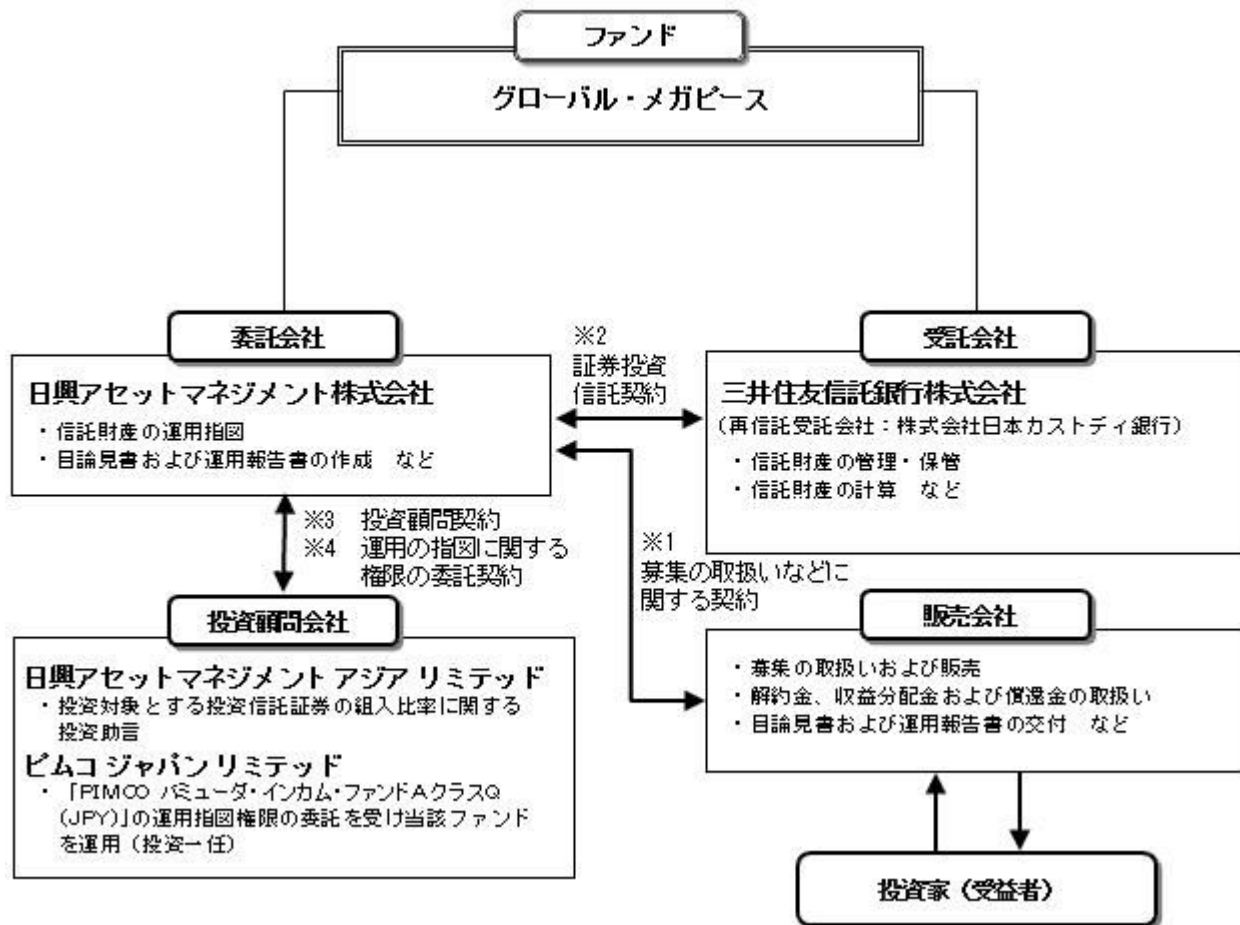 ファンド
グローバル・メガピース
委託会社
日興アセットマネジメント株式会社
・信託財産の運用指図
・目論見書および運用報告書の作成 など
※2
証券投資
信託契約
受託会社
三井住友信託銀行株式会社
(再信託受託会社:株式会社日本カストディ銀行)
・信託財産の管理・保管
・信託財産の計算 など
※3 投資顧問契約
※4 運用の指図に関する
権限の委託契約
※1
募集の取扱いなどに
関する契約
投資顧問会社
日興アセットマネジメント アジア リミテッド
・投資対象とする投資信託証券の組入比率に関する
投資助言
ピムコ ジャパン リミテッド
・「PIMCO バミューダ・インカム・ファンドA クラスQ
(JPY)」の運用指図権限の委託を受け当該ファンド
を運用(投資一任)
販売会社
・募集の取扱いおよび販売
・解約金、収益分配金および償還金の取扱い
・目論見書および運用報告書の交付 など
投資家(受益者)